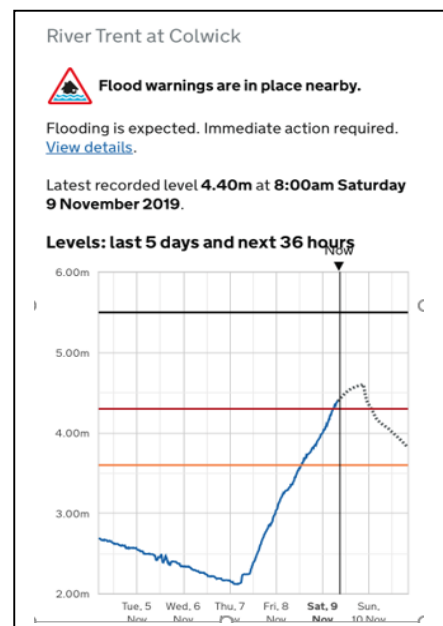 River Trent at Colwick
Flood warnings are in place nearby.
Flooding is expected. Immediate action required.
View details.
Latest recorded level 4.40m at 8:00am Saturday
9 November 2019.
Levels: last 5 days and next 36 hours
Now
6.00m
5.00m
4.00m
3.00m
2.00m
Tue, 5 Wed, 6 Thu, 7 Fri, 8 Sat, 9 Sun,
Nov Nov Nov Nov Nov 10 Nov